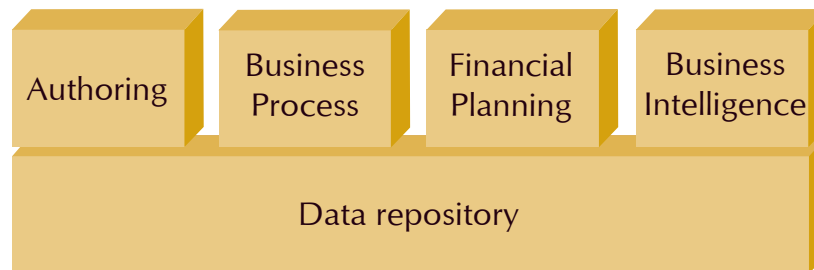 Authoring
Business
Process
Financial
Planning
Business
Intelligence
Data repository